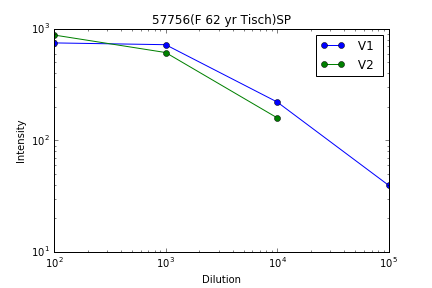 57756(F 62 yr Tisch)SP
10³
V1
V2
10²
10¹
Intensity
10² 10³ 10⁴ 10⁵
Dilution